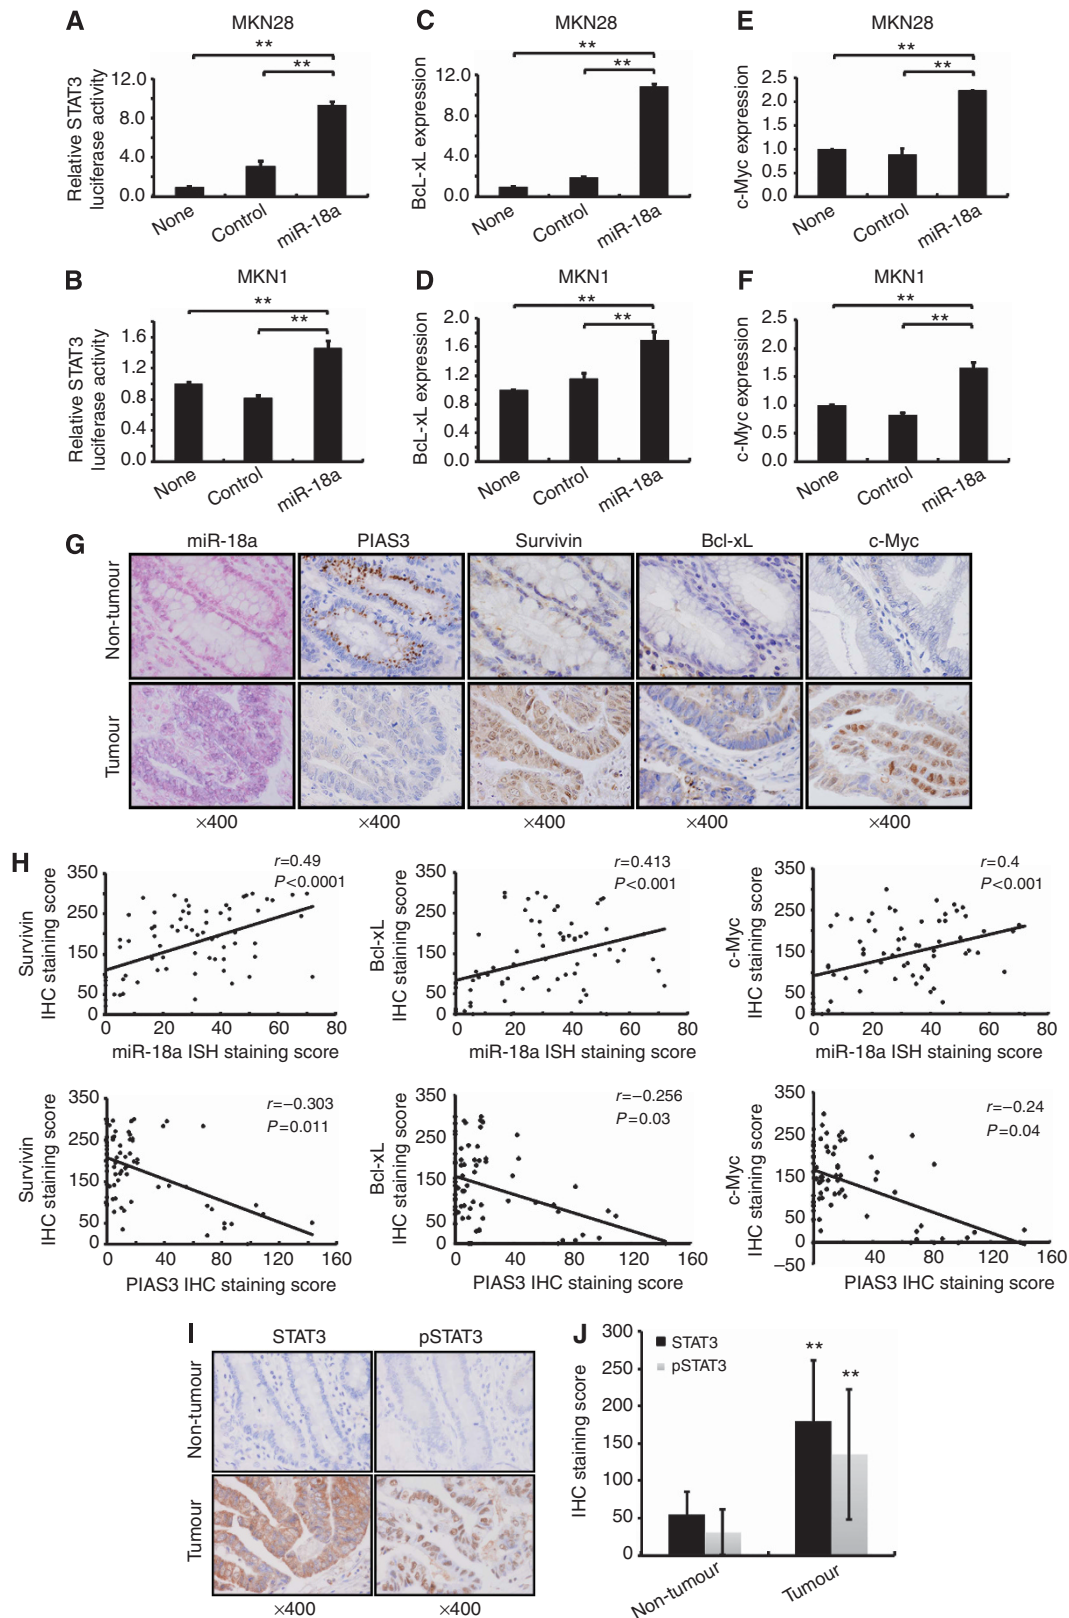 A MKN28
** **
Relative STAT3
luciferase activity
12.0
8.0
4.0
0.0
None Control miR-18a
C MKN28
** **
BcL-xL expression
12.0
8.0
4.0
0.0
None Control miR-18a
E MKN28
** **
c-Myc expression
2.5
2.0
1.5
1.0
0.5
0.0
None Control miR-18a
B MKN1
** **
Relative STAT3
luciferase activity
1.6
1.2
0.8
0.4
0.0
None Control miR-18a
D MKN1
** **
BcL-xL expression
2.0
1.6
1.2
0.8
0.4
0.0
None Control miR-18a
F MKN1
** **
c-Myc expression
2.5
2.0
1.5
1.0
0.5
0.0
None Control miR-18a
G miR-18a PIAS3 Survivin Bcl-xL c-Myc
Non-tumour
Tumour
×400 ×400 ×400 ×400 ×400
H
Survivin
IHC staining score
350
250
150
50
0
r=0.49
P<0.0001
0 20 40 60 80
miR-18a ISH staining score
Bcl-xL
IHC staining score
350
250
150
50
0
r=0.413
P<0.001
0 20 40 60 80
miR-18a ISH staining score
c-Myc
IHC staining score
350
250
150
50
0
r=0.4
P<0.001
0 20 40 60 80
miR-18a ISH staining score
Survivin
IHC staining score
350
250
150
50
0
r=−0.303
P=0.011
0 40 80 120 160
PIAS3 IHC staining score
Bcl-xL
IHC staining score
350
250
150
50
0
r=−0.256
P=0.03
0 40 80 120 160
PIAS3 IHC staining score
c-Myc
IHC staining score
350
250
150
50
0
−50
r=−0.24
P=0.04
40 80 120 160
PIAS3 IHC staining score
I STAT3 pSTAT3
Non-tumour
Tumour
×400 ×400
J
IHC staining score
300
250
200
150
100
50
0
STAT3
pSTAT3
**
**
Non-tumour Tumour